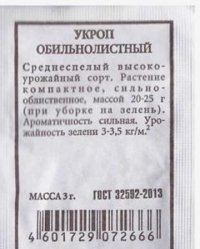 УКРОП
ОБИЛЬНОЛИСТНЫЙ
Среднеспелый высоко-
урожайный сорт. Растение
компактное, сильно-
облиственное, массой 20-25 г
(при уборке на зелень).
Ароматичность сильная. Уро-
жайность зелени 3-3,5 кг/м²
МАССА 3 г. ГОСТ 32592-2013
4 601729 072666